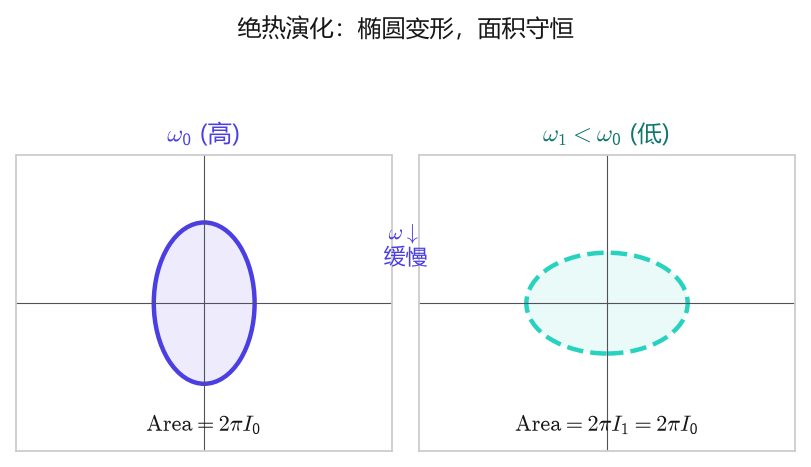 绝热演化：椭圆变形，面积守恒
ω₀ (高)
ω₁ < ω₀ (低)
ω↓
缓慢
Area = 2πI₀
Area = 2πI₁ = 2πI₀